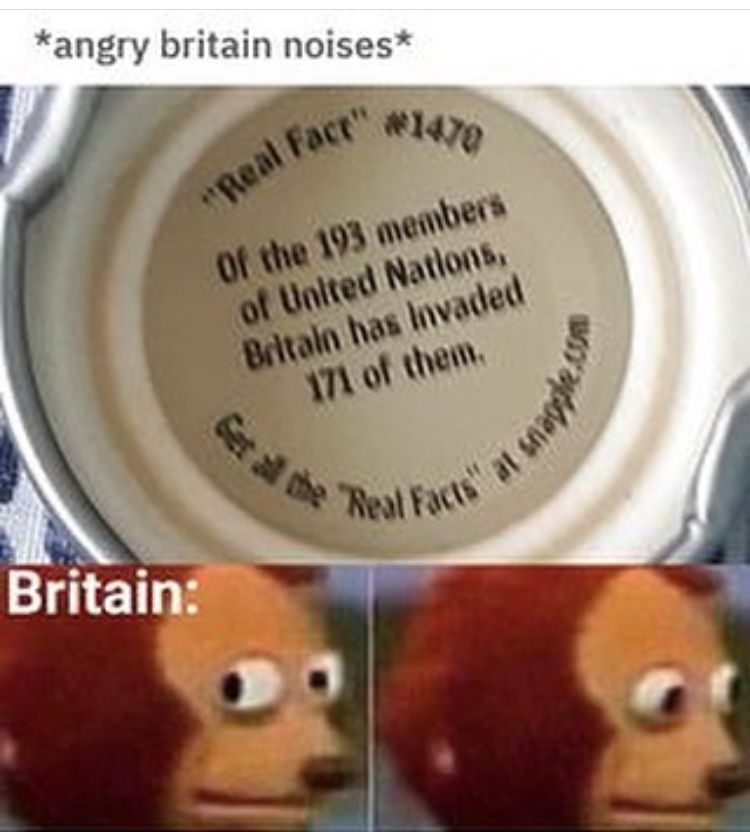 *angry britain noises*
"Real Fact" #1470
Of the 193 members
of United Nations,
Britain has invaded
171 of them.
Get all the "Real Facts" at snapple.com
Britain: